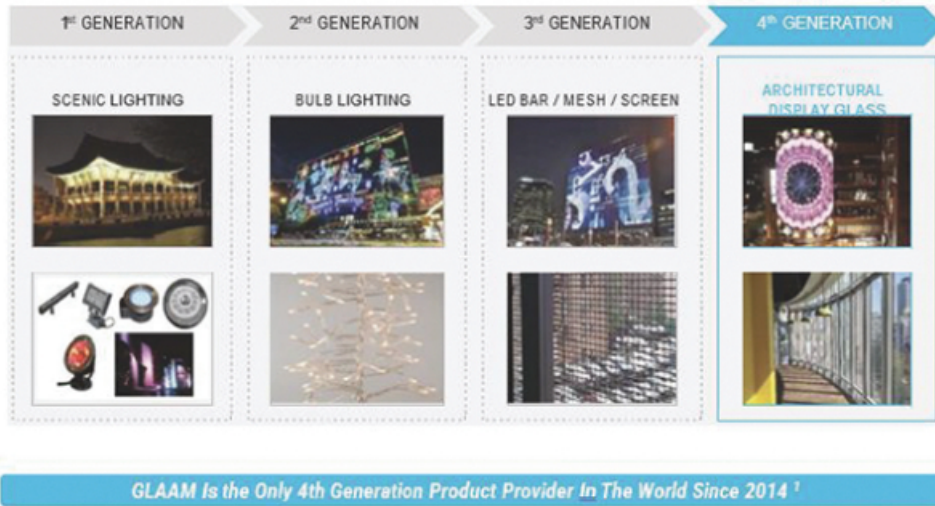 1st GENERATION
2nd GENERATION
3rd GENERATION
4th GENERATION
SCENIC LIGHTING
BULB LIGHTING
LED BAR / MESH / SCREEN
ARCHITECTURAL
DISPLAY GLASS
GLAAM Is the Only 4th Generation Product Provider In The World Since 2014 1